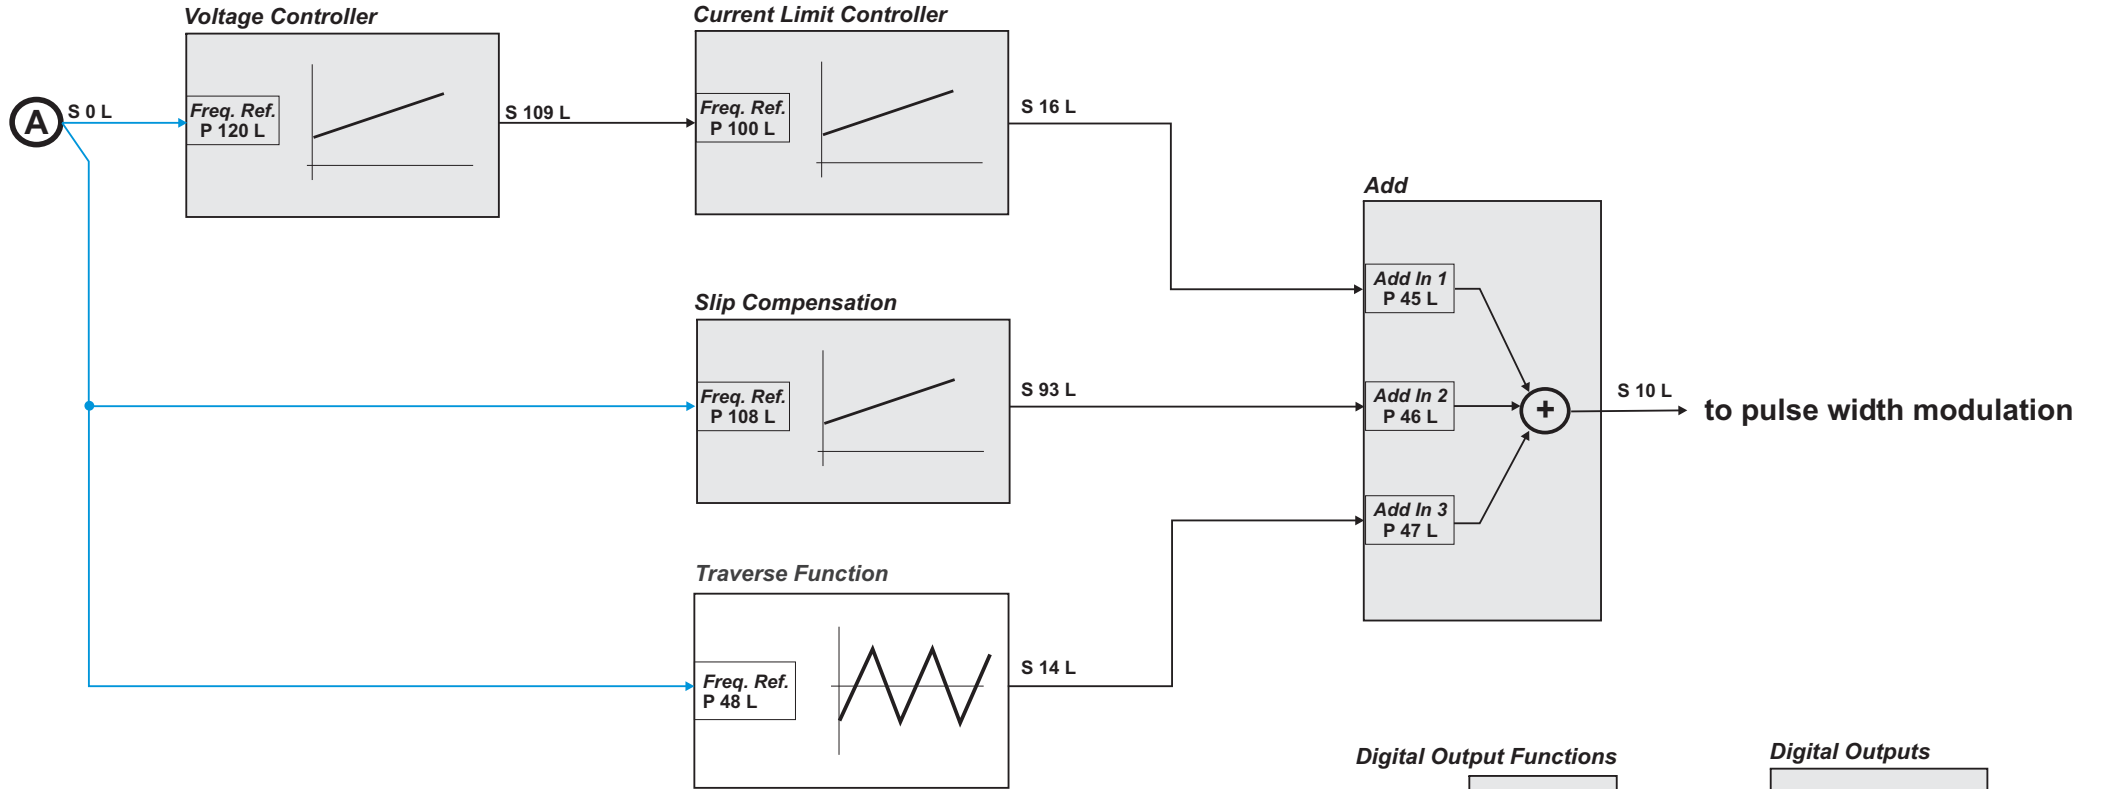 Voltage Controller
Current Limit Controller
A
S 0 L
Freq. Ref.
P 120 L
S 109 L
Freq. Ref.
P 100 L
S 16 L
Add
Add In 1
P 45 L
Slip Compensation
Freq. Ref.
P 108 L
S 93 L
Add In 2
P 46 L
+
S 10 L
to pulse width modulation
Add In 3
P 47 L
Traverse Function
Freq. Ref.
P 48 L
S 14 L
Digital Output Functions
Digital Outputs